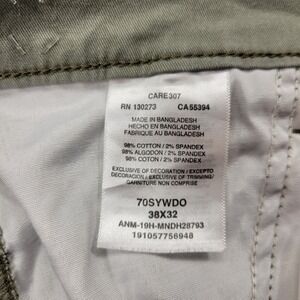 CARE307
RN 130273 CA55394
MADE IN BANGLADESH
HECHO EN BANGLADESH
FABRIQUE AU BANGLADESH
98% COTTON / 2% SPANDEX
98% ALGODON / 2% SPANDEX
98% COTON / 2% SPANDEX
EXCLUSIVE OF DECORATION / EXCEPTO
DECORACION / EXCLUSIVE OF TRIMMING/
GARNITURE NON COMPRISE
70SYWDO
38X32
ANM-19H-MNDH28793
191057756948